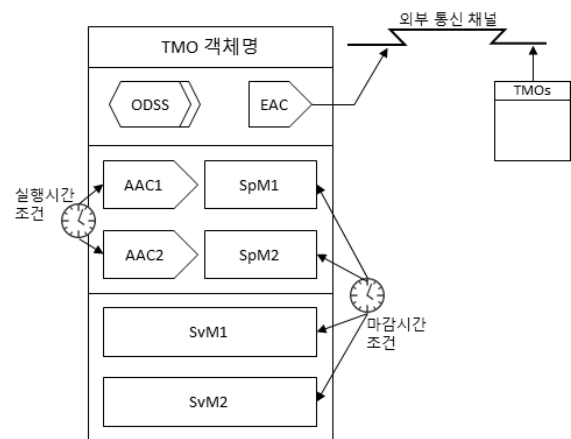 외부 통신 채널
TMO 객체명
ODSS
EAC
TMOs
실행시간
조건
AAC1
SpM1
AAC2
SpM2
SvM1
마감시간
조건
SvM2